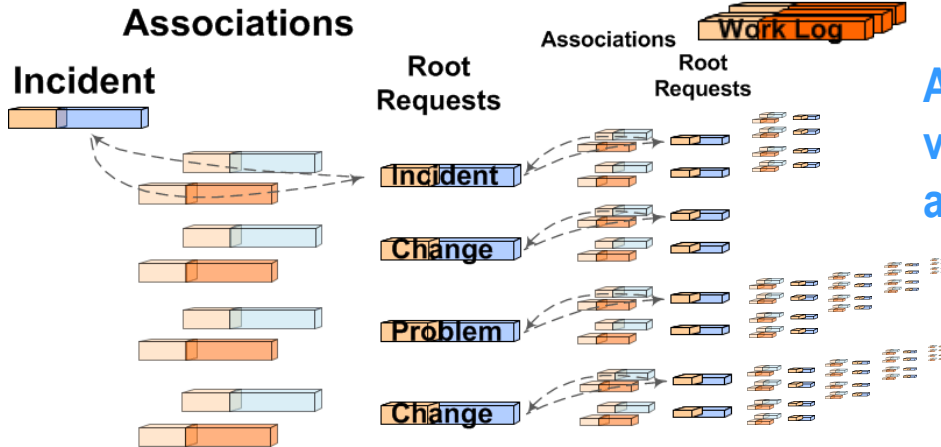 Associations
Work Log
Associations
Incident
Root
Requests
Root
Requests
A
v
a
Incident
Change
Problem
Change